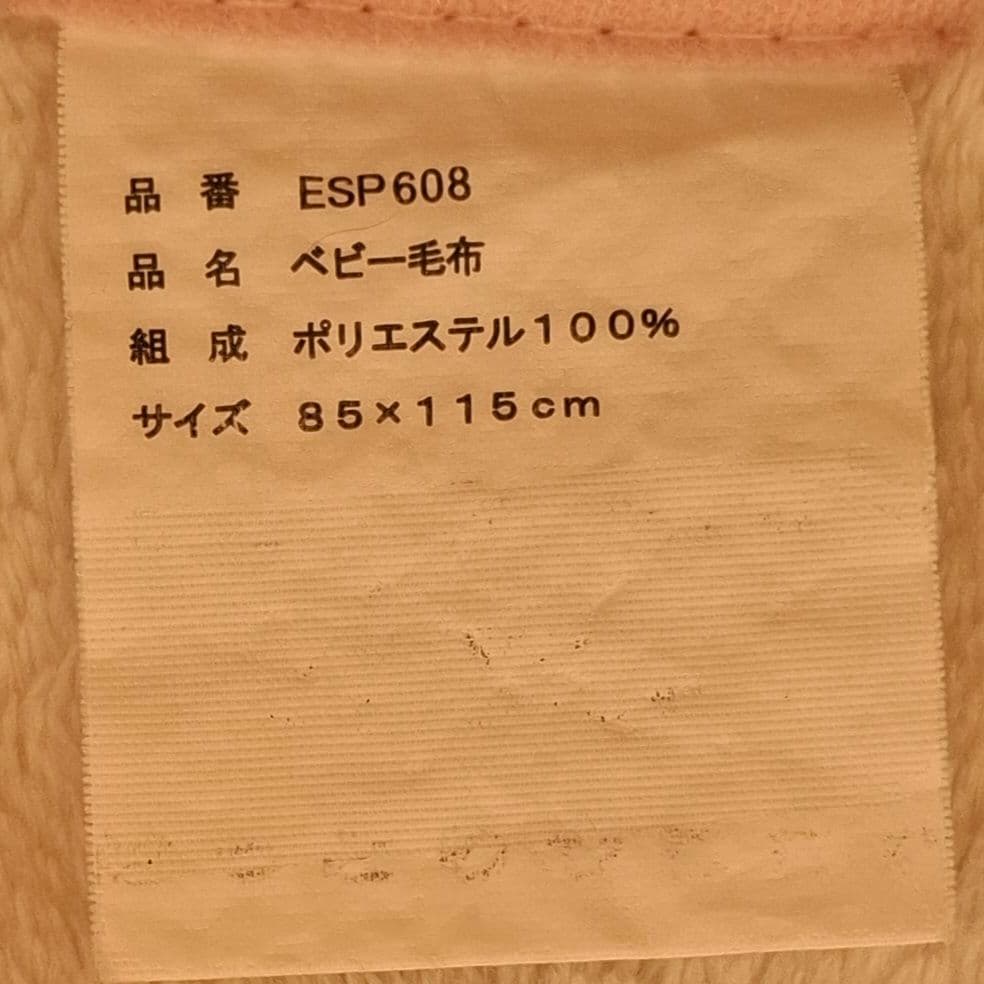 品 番 ESP608
品 名 ベビー毛布
組 成 ポリエステル１００％
サイズ ８５×１１５ｃｍ